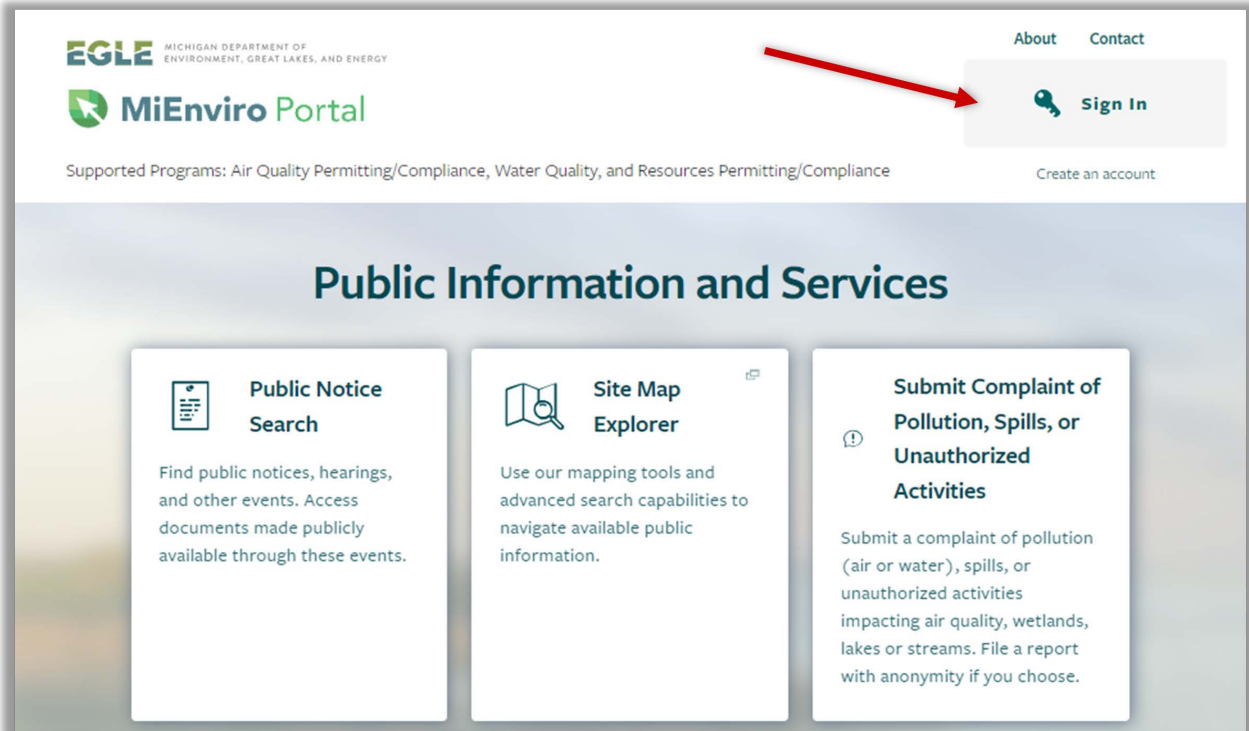 EGLE
MICHIGAN DEPARTMENT OF
ENVIRONMENT, GREAT LAKES, AND ENERGY
About Contact
MiEnviro Portal
Sign In
Supported Programs: Air Quality Permitting/Compliance, Water Quality, and Resources Permitting/Compliance
Create an account
Public Information and Services
Public Notice
Search
Find public notices, hearings,
and other events. Access
documents made publicly
available through these events.
Site Map
Explorer
Use our mapping tools and
advanced search capabilities to
navigate available public
information.
Submit Complaint of
Pollution, Spills, or
Unauthorized
Activities
Submit a complaint of pollution
(air or water), spills, or
unauthorized activities
impacting air quality, wetlands,
lakes or streams. File a report
with anonymity if you choose.